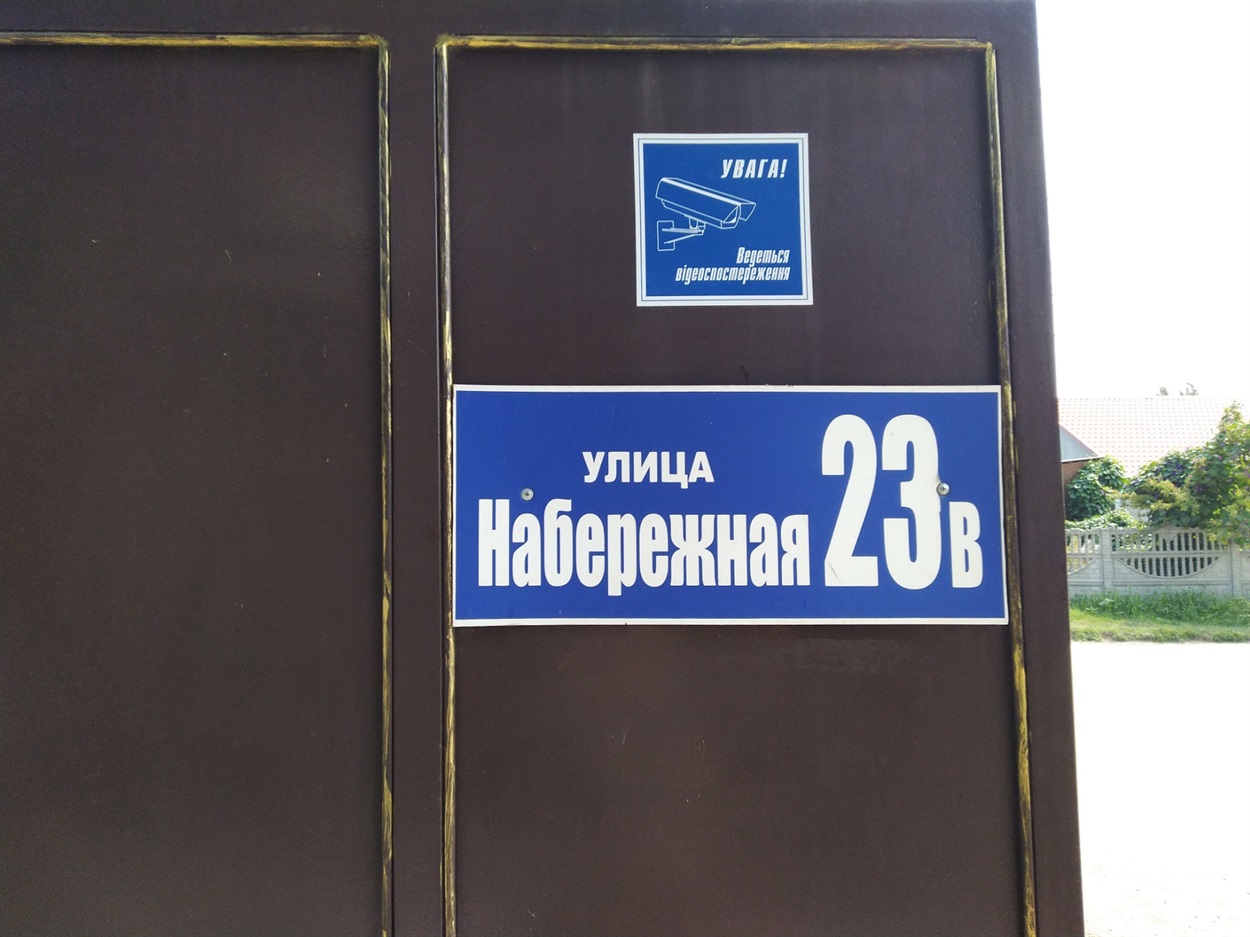 УВАГА!
Ведеться
відеоспостереження
УЛИЦА
Набережная 23В